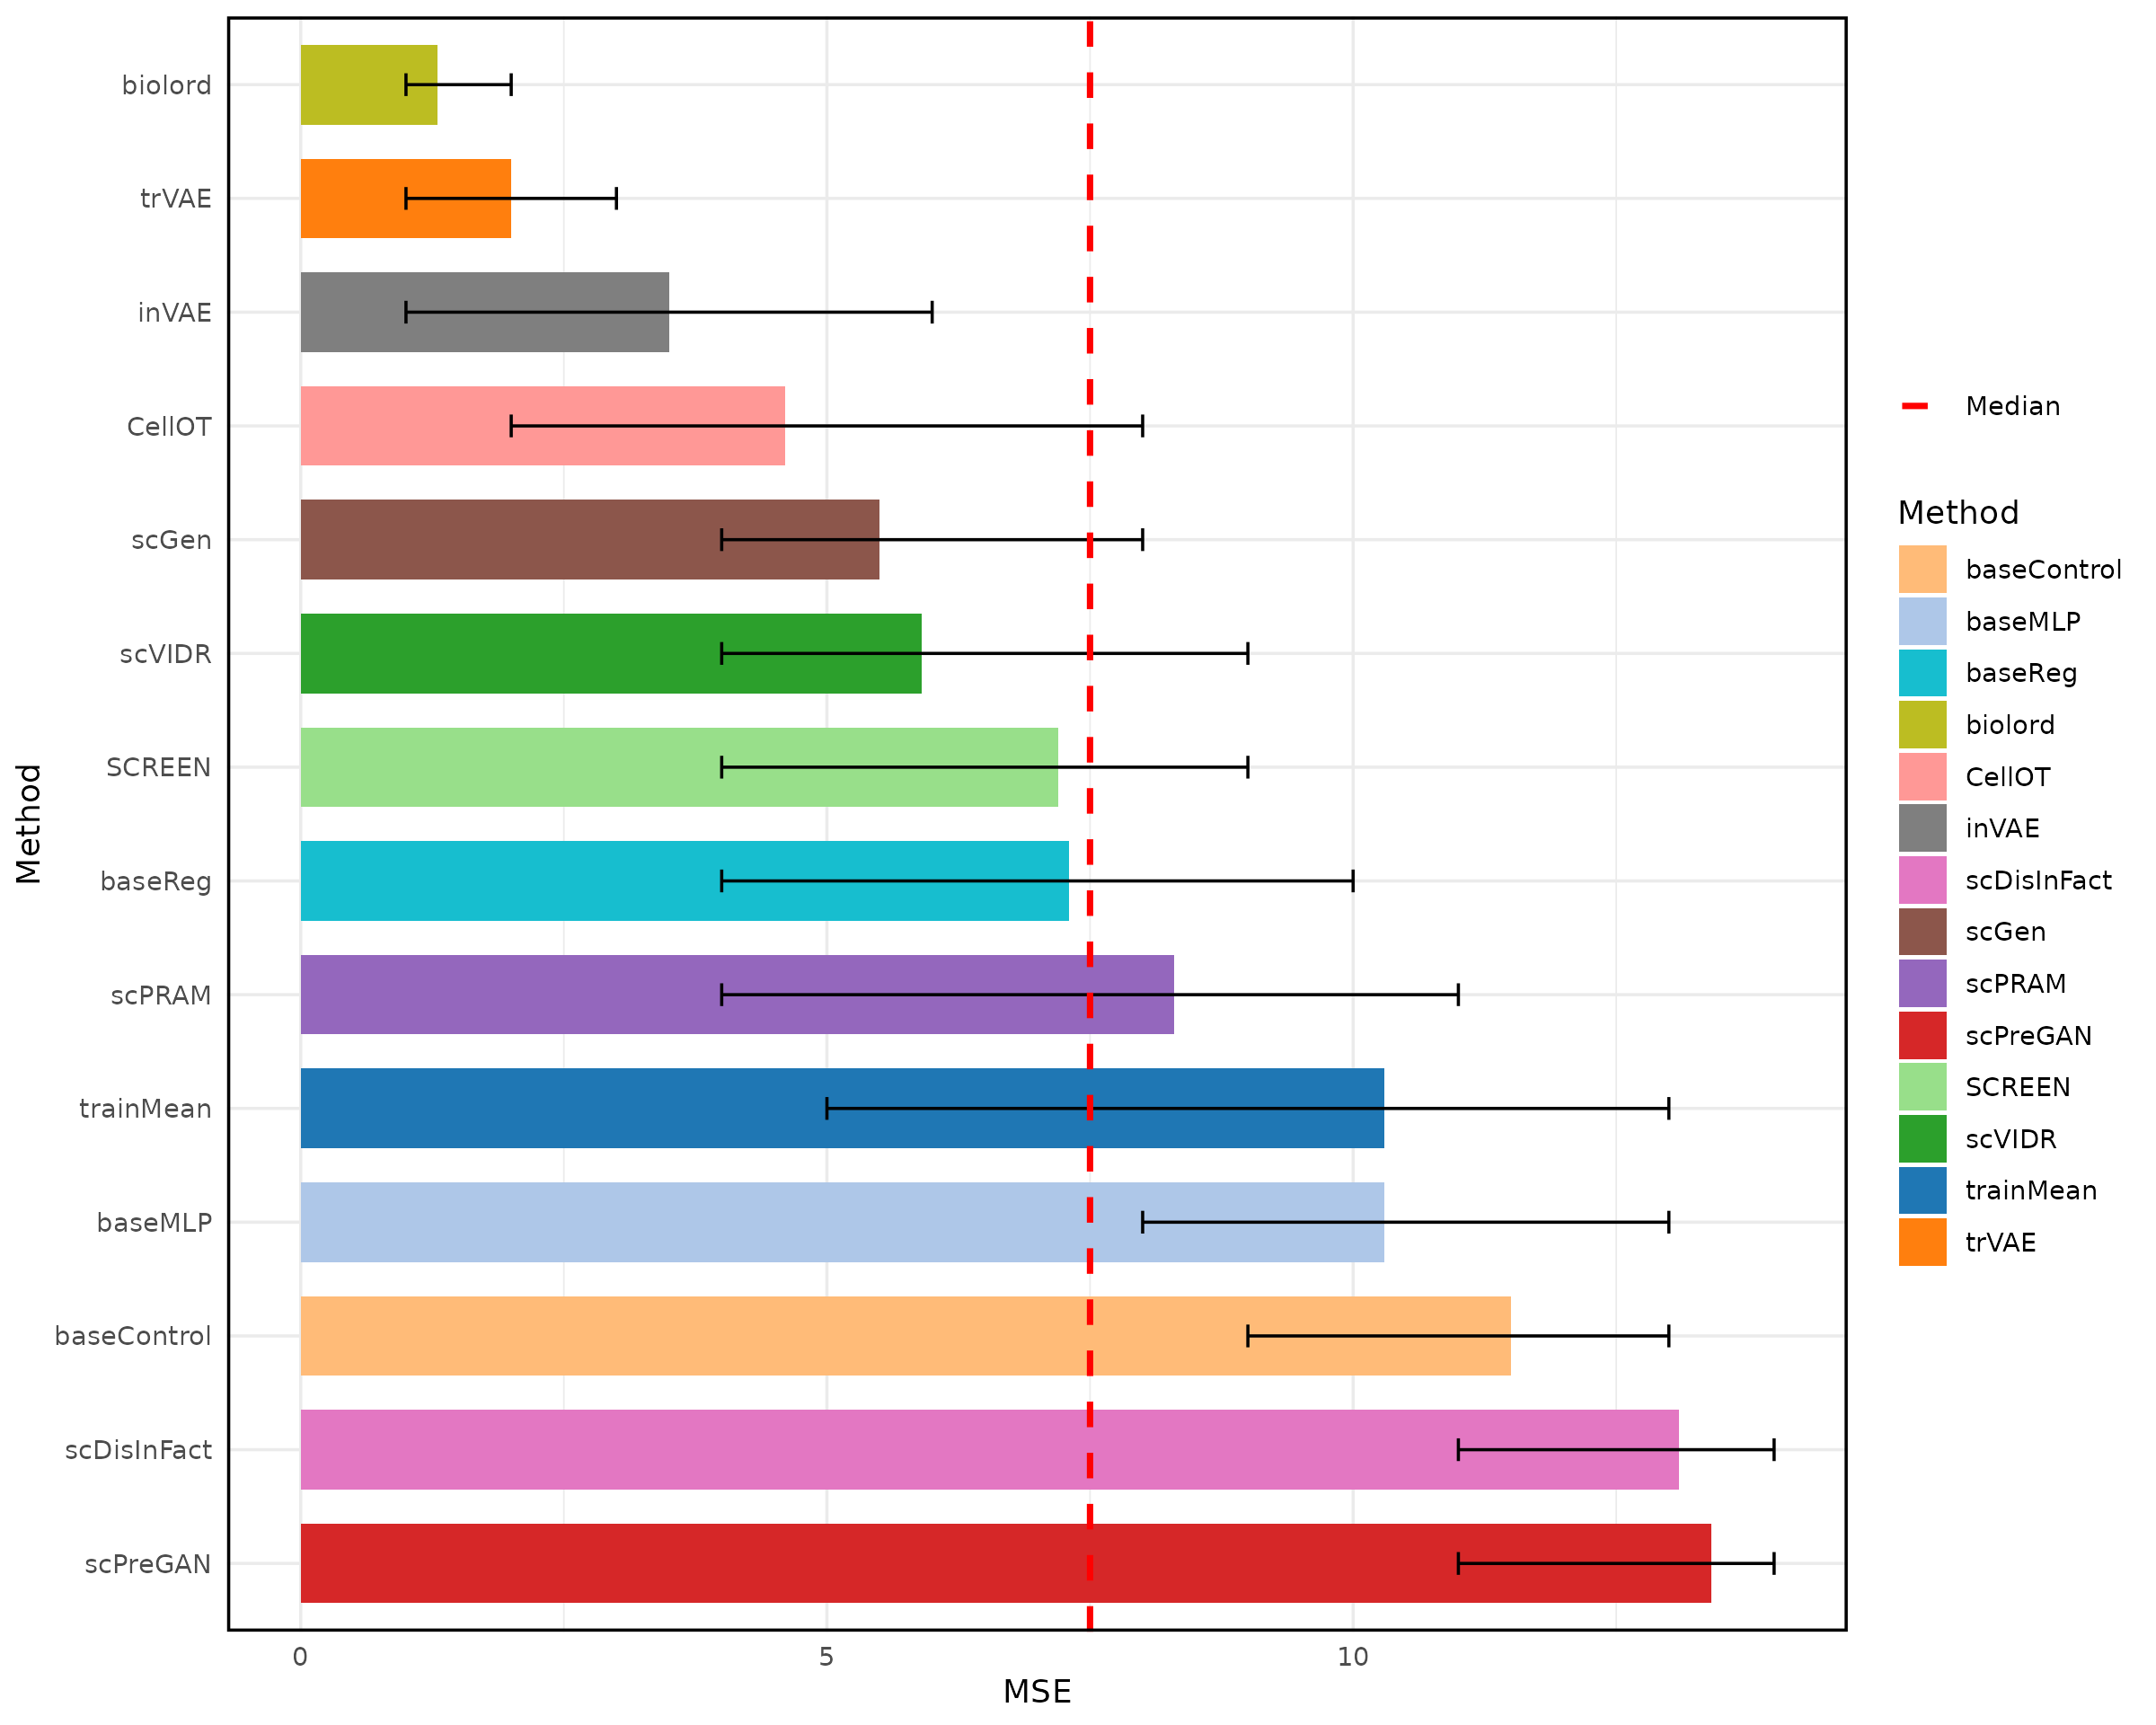 biolord
trVAE
inVAE
CellOT
scGen
scVIDR
SCREEN
baseReg
scPRAM
trainMean
baseMLP
baseControl
scDisInFact
scPreGAN
Method
0 5 10
MSE
Median
Method
baseControl
baseMLP
baseReg
biolord
CellOT
inVAE
scDisInFact
scGen
scPRAM
scPreGAN
SCREEN
scVIDR
trainMean
trVAE